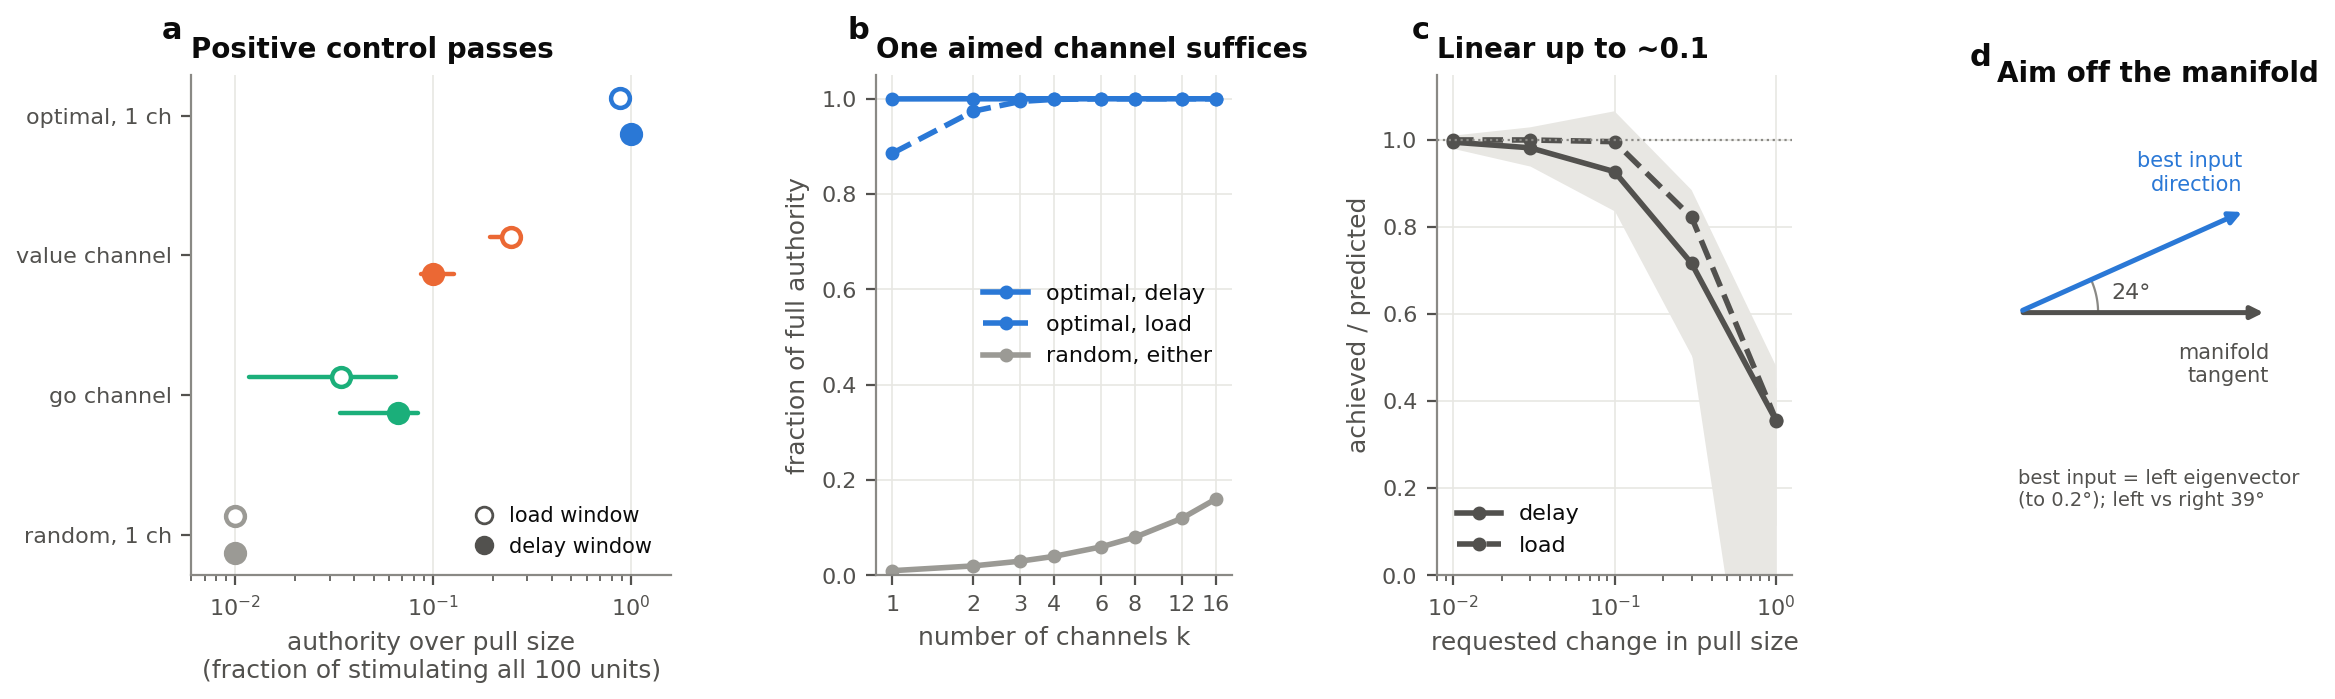 a
Positive control passes
optimal, 1 ch
value channel
go channel
random, 1 ch
load window
delay window
10⁻²
10⁻¹
10⁰
authority over pull size
(fraction of stimulating all 100 units)
b
One aimed channel suffices
fraction of full authority
1.0
0.8
0.6
0.4
0.2
0.0
optimal, delay
optimal, load
random, either
1
2
3
4
6
8
12
16
number of channels k
c
Linear up to ~0.1
achieved / predicted
1.0
0.8
0.6
0.4
0.2
0.0
delay
load
10⁻²
10⁻¹
10⁰
requested change in pull size
d
Aim off the manifold
best input
direction
24°
manifold
tangent
best input = left eigenvector
(to 0.2°); left vs right 39°